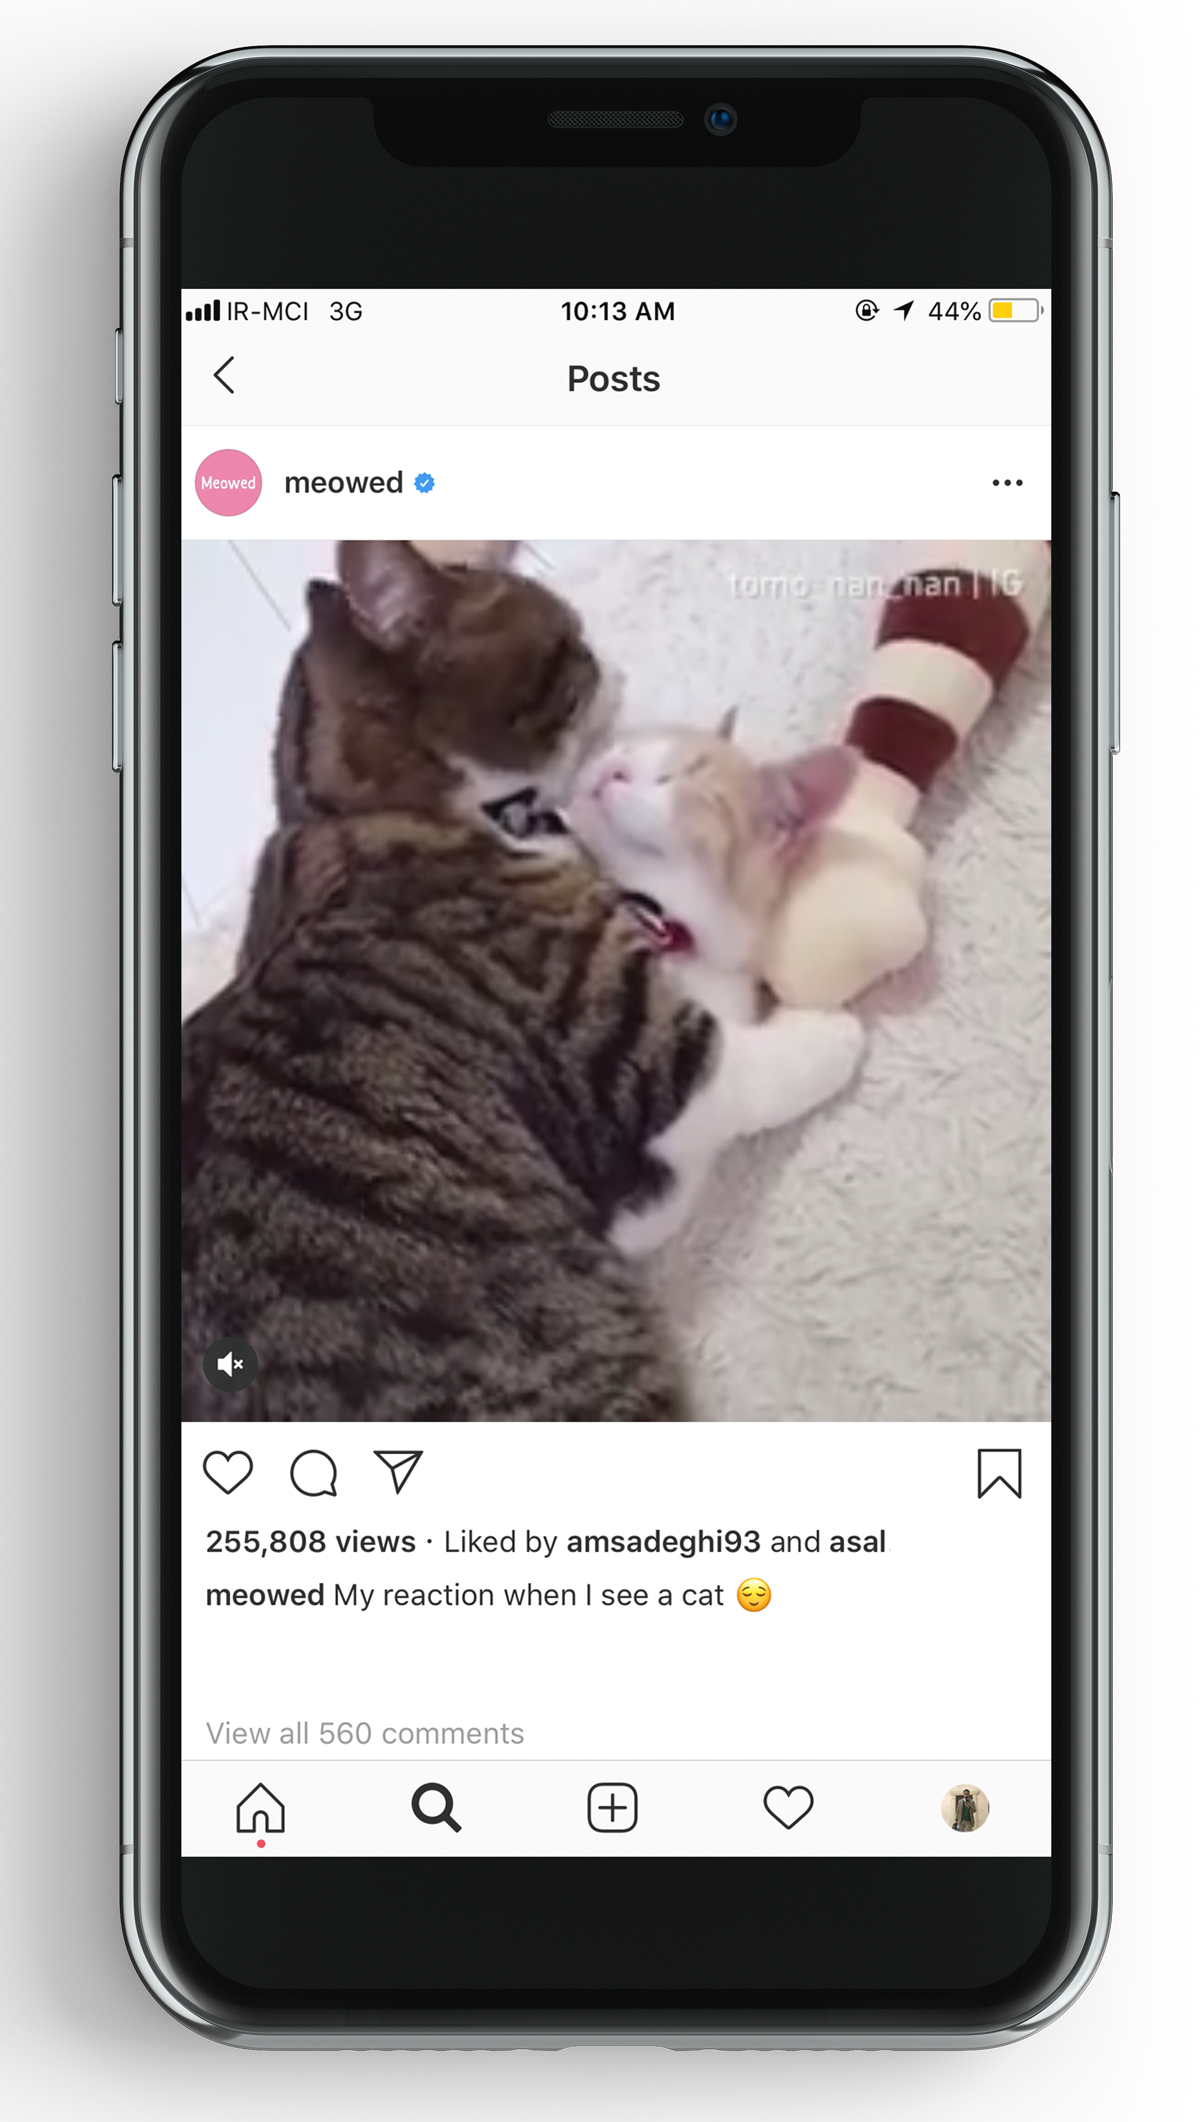 IR-MCI 3G 10:13 AM 44%
Posts
Meowed meowed
tomo_nan_nan | IG
255,808 views · Liked by amsadeghi93 and asal
meowed My reaction when I see a cat 😌
View all 560 comments